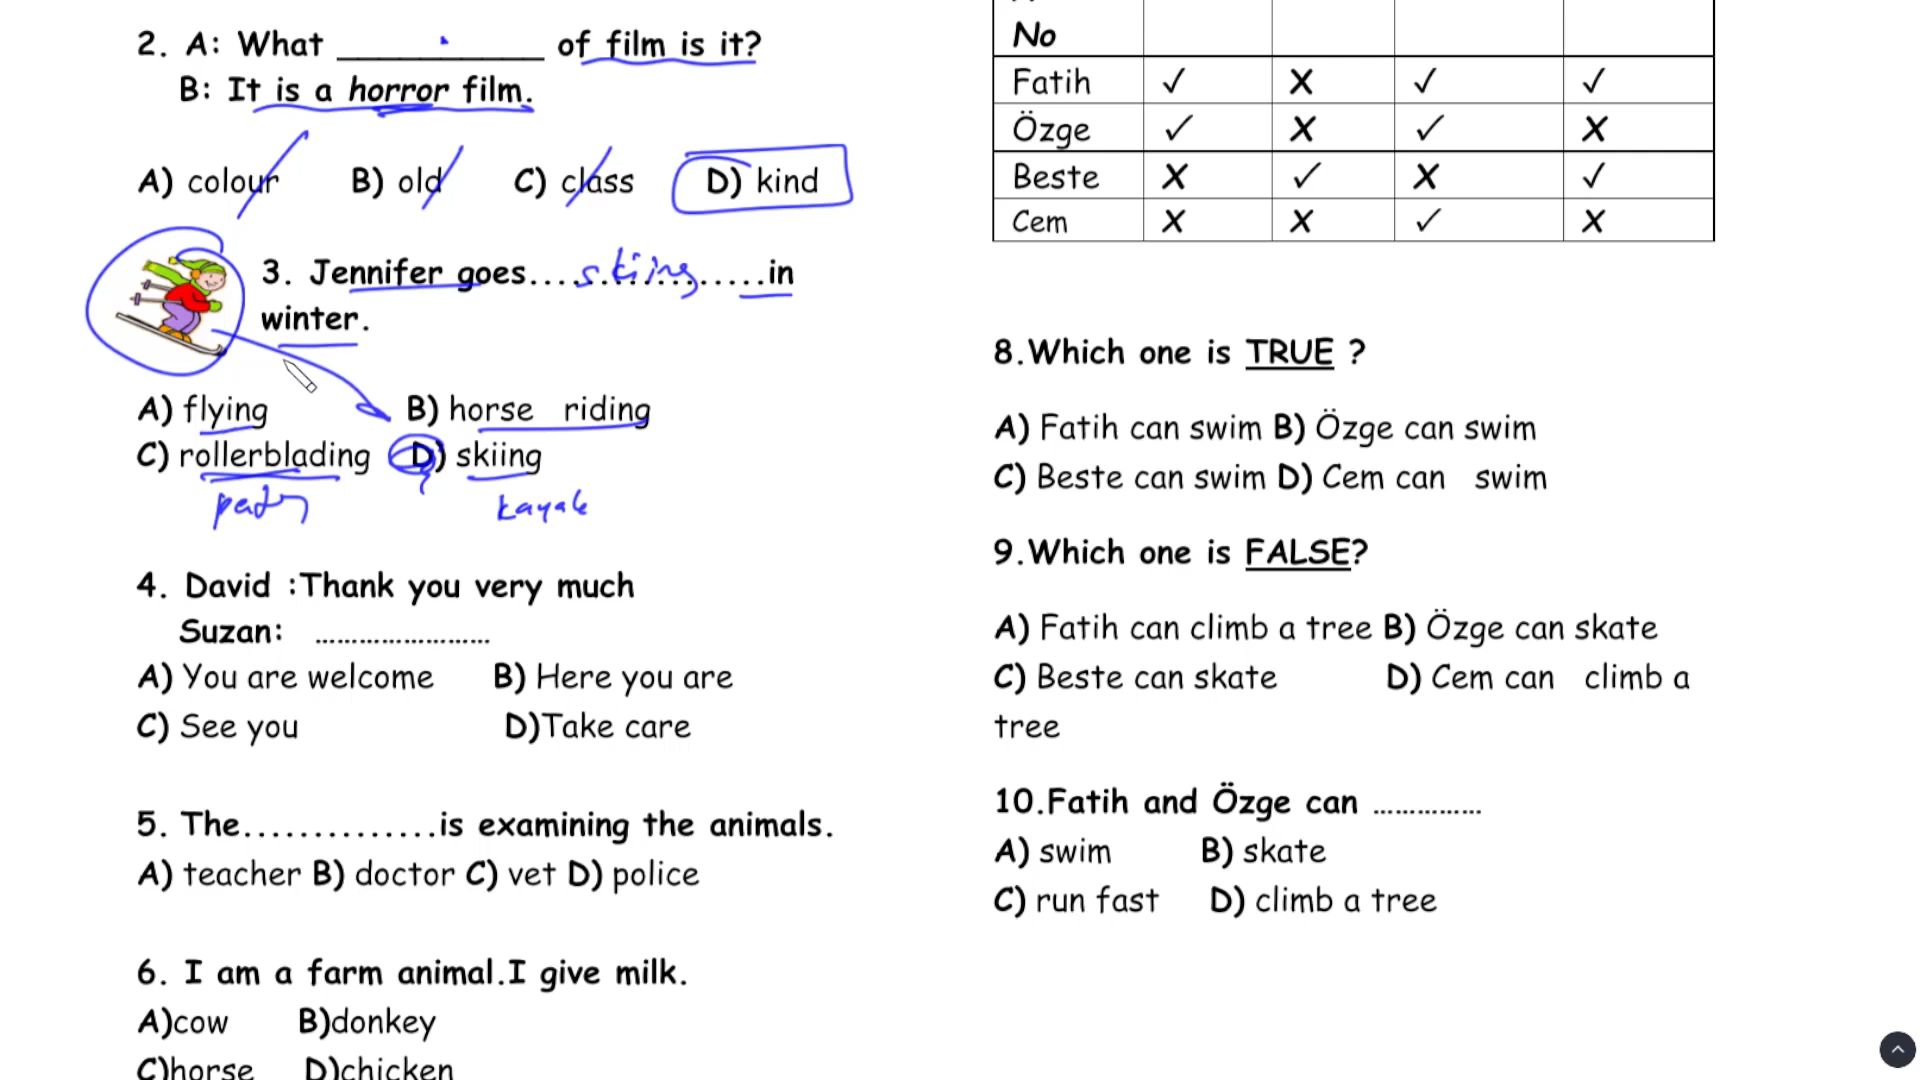 2. A: What ____________ of film is it?
B: It is a horror film.
A) colour B) old C) class D) kind
3. Jennifer goes....skiing.....in
winter.
A) flying B) horse riding
C) rollerblading D) skiing
kayak
4. David :Thank you very much
Suzan: ........................
A) You are welcome B) Here you are
C) See you D)Take care
5. The..............is examining the animals.
A) teacher B) doctor C) vet D) police
6. I am a farm animal.I give milk.
A)cow B)donkey
C)horse D)chicken
No
Fatih ✓ X ✓ ✓
Özge ✓ X ✓ X
Beste X ✓ X ✓
Cem X X ✓ X
8.Which one is TRUE ?
A) Fatih can swim B) Özge can swim
C) Beste can swim D) Cem can swim
9.Which one is FALSE?
A) Fatih can climb a tree B) Özge can skate
C) Beste can skate D) Cem can climb a
tree
10.Fatih and Özge can ...............
A) swim B) skate
C) run fast D) climb a tree